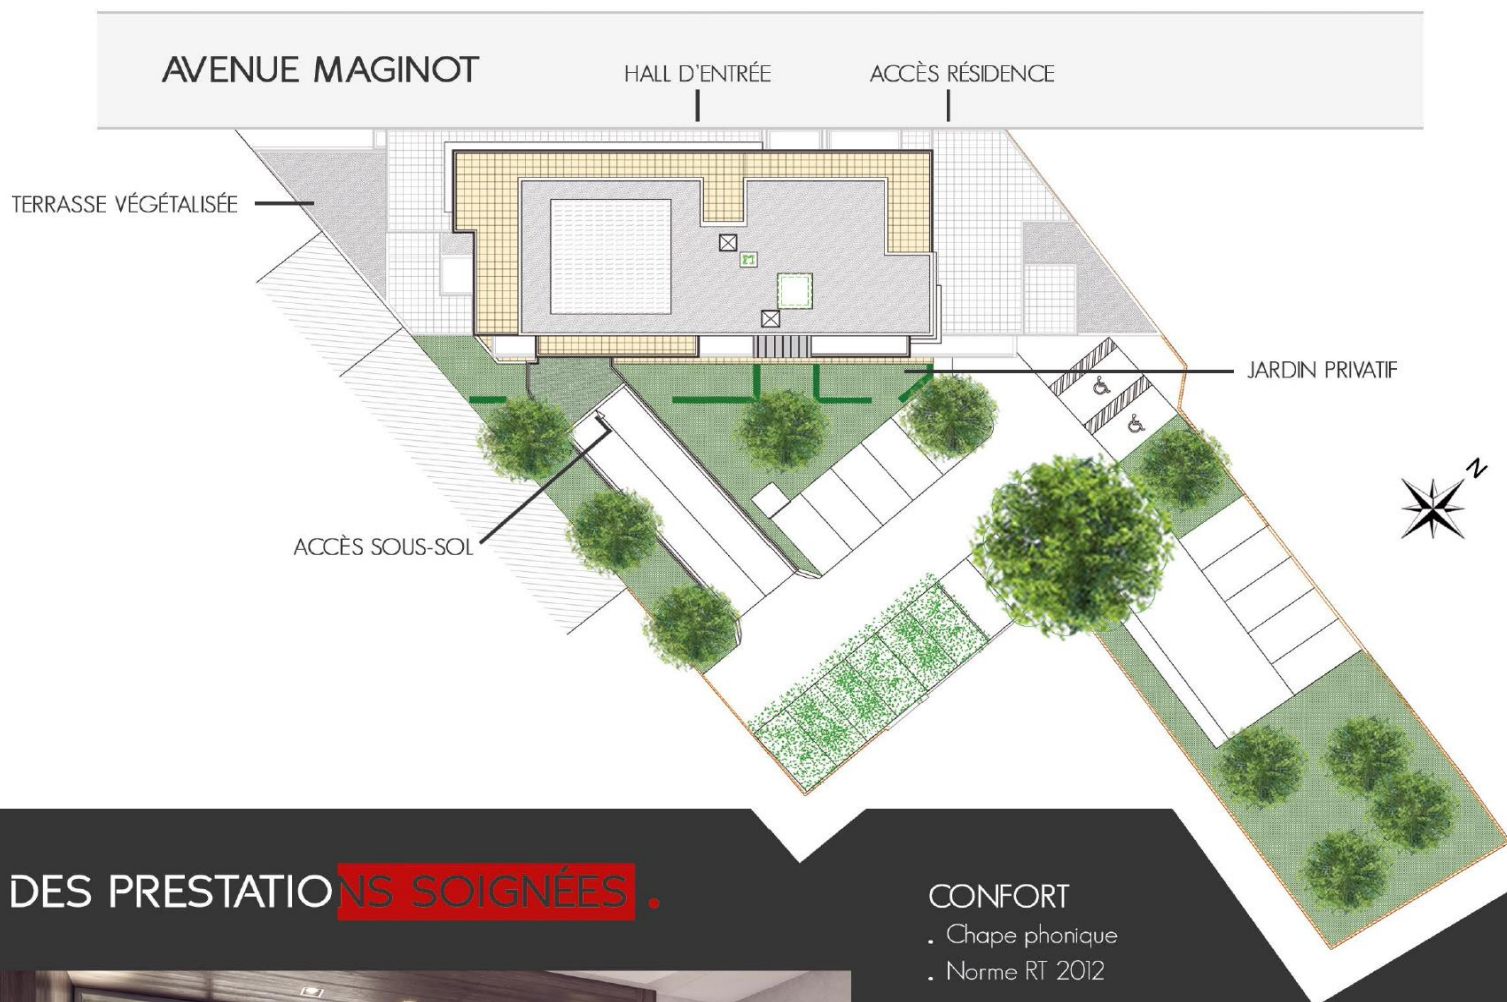 AVENUE MAGINOT
HALL D'ENTRÉE
ACCÈS RÉSIDENCE
TERRASSE VÉGÉTALISÉE
JARDIN PRIVATIF
N
ACCÈS SOUS-SOL
DES PRESTATIONS SOIGNÉES .
CONFORT
. Chape phonique
. Norme RT 2012